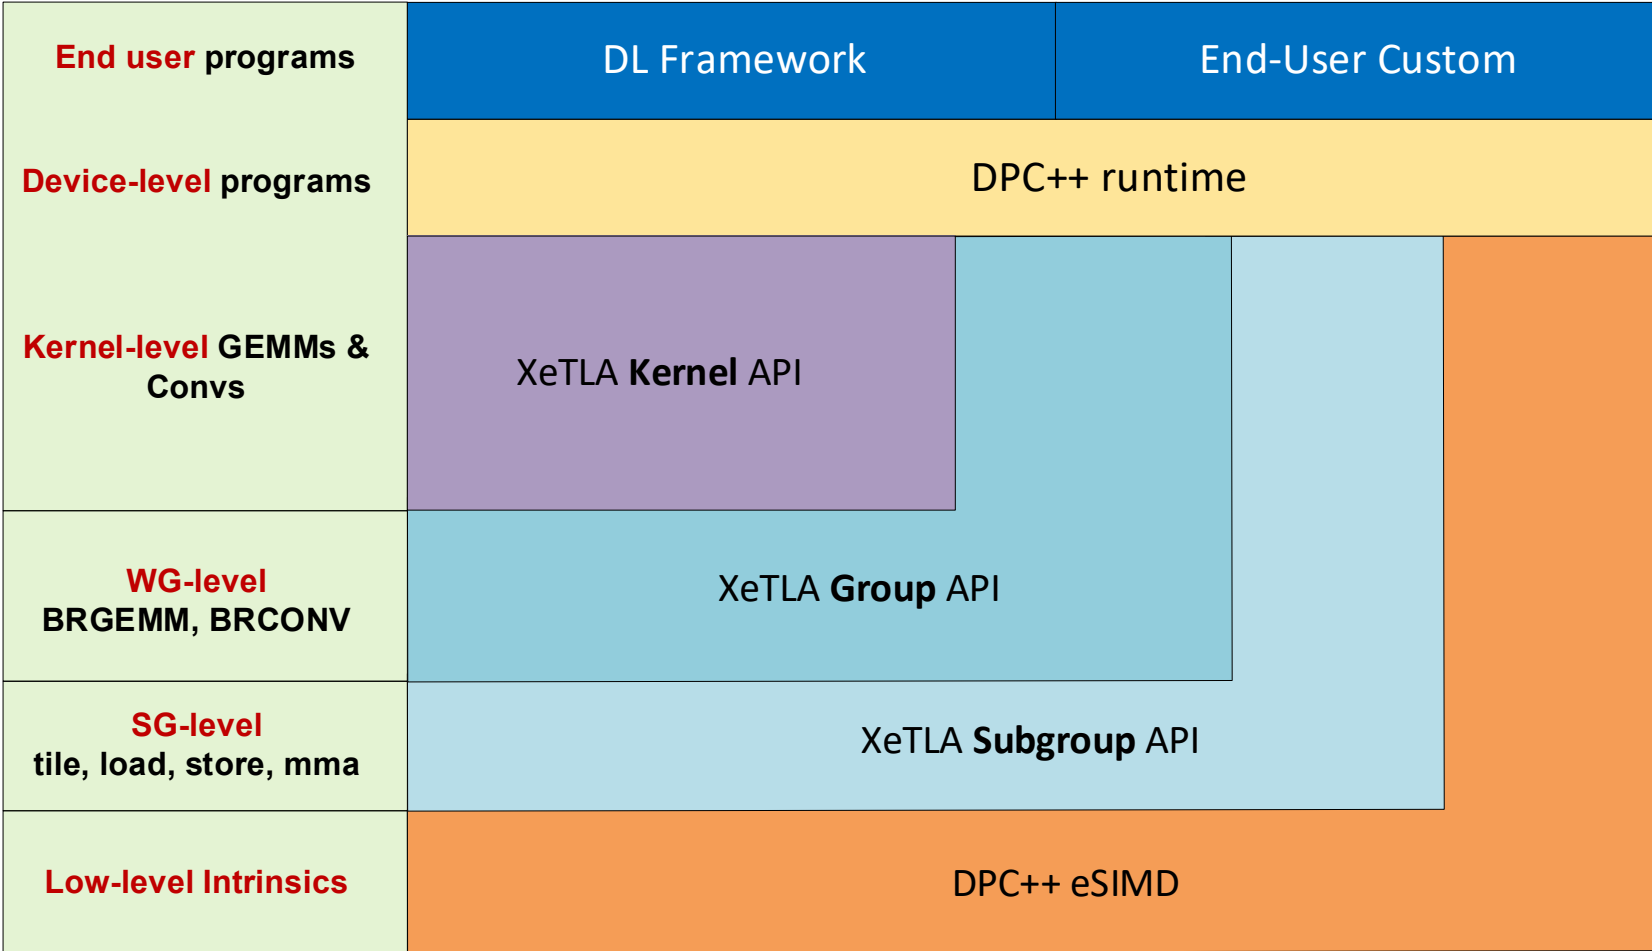 End user programs
DL Framework
End-User Custom
Device-level programs
DPC++ runtime
Kernel-level GEMMs &
Convs
XeTLA Kernel API
WG-level
BRGEMM, BRCONV
XeTLA Group API
SG-level
tile, load, store, mma
XeTLA Subgroup API
Low-level Intrinsics
DPC++ eSIMD